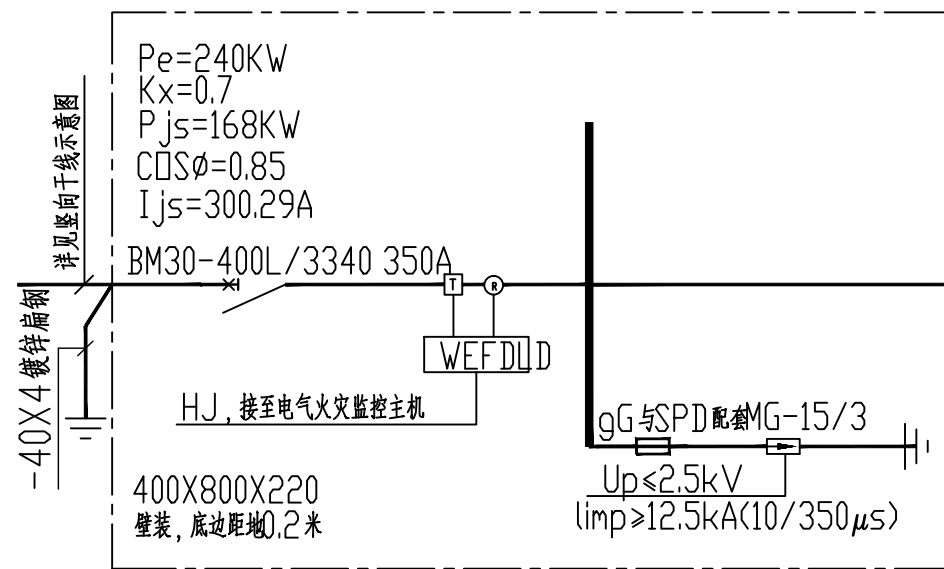 Pe=240KW
Kx=0.7
Pjs=168KW
COSØ=0.85
Ijs=300.29A
详见竖向干线示意图
BM30-400L/3340 350A
T
R
-40X4镀锌扁钢
WEFDLD
HJ,接至电气火灾监控主机
gG与SPD配套MG-15/3
Up≤2.5kV
limp≥12.5kA(10/350μs)
400X800X220
壁装,底边距地0.2米